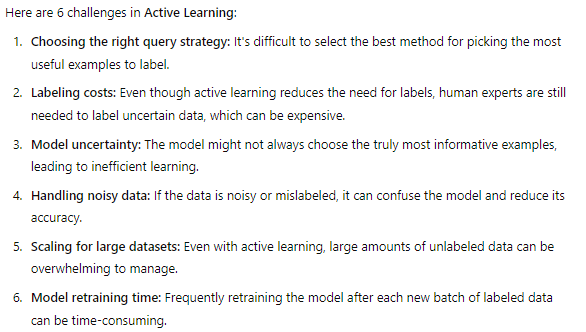 Here are 6 challenges in Active Learning:
1. Choosing the right query strategy: It's difficult to select the best method for picking the most
useful examples to label.
2. Labeling costs: Even though active learning reduces the need for labels, human experts are still
needed to label uncertain data, which can be expensive.
3. Model uncertainty: The model might not always choose the truly most informative examples,
leading to inefficient learning.
4. Handling noisy data: If the data is noisy or mislabeled, it can confuse the model and reduce its
accuracy.
5. Scaling for large datasets: Even with active learning, large amounts of unlabeled data can be
overwhelming to manage.
6. Model retraining time: Frequently retraining the model after each new batch of labeled data
can be time-consuming.